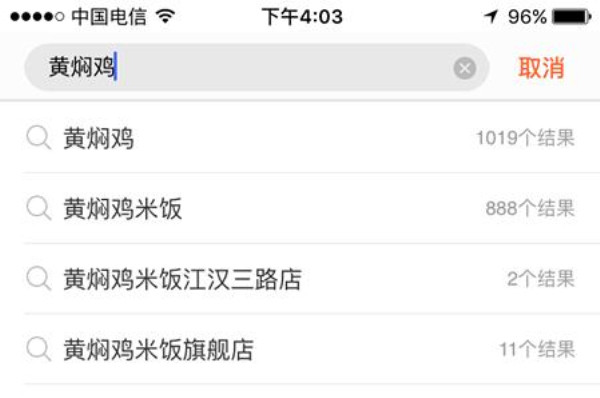 中国电信 下午4:03 96%
黄焖鸡 取消
黄焖鸡 1019个结果
黄焖鸡米饭 888个结果
黄焖鸡米饭江汉三路店 2个结果
黄焖鸡米饭旗舰店 11个结果